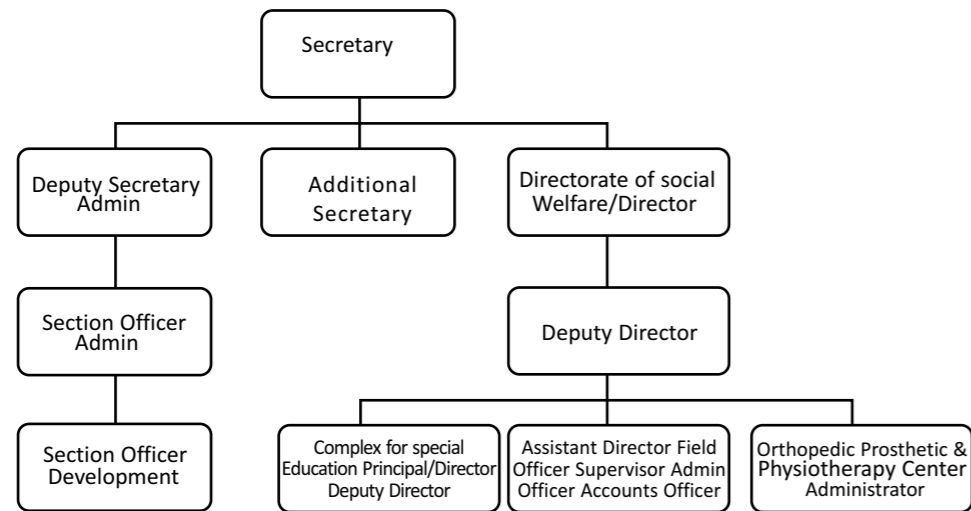 Secretary
Deputy Secretary
Admin
Additional
Secretary
Directorate of social
Welfare/Director
Section Officer
Admin
Deputy Director
Section Officer
Development
Complex for special
Education Principal/Director
Deputy Director
Assistant Director Field
Officer Supervisor Admin
Officer Accounts Officer
Orthopedic Prosthetic &
Physiotherapy Center
Administrator